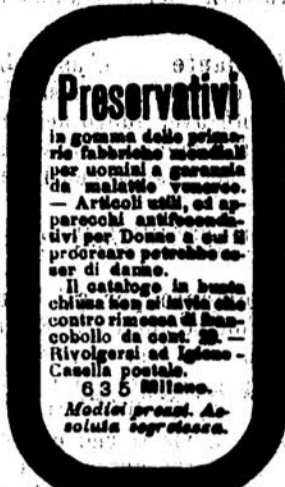 Preservativi
in gomma delle prima-
rie fabbriche mondiali
per uomini a garanzia
da malattie veneree.
— Articoli utili, ed ap-
parecchi antifeconda-
tivi per Donne a cui il
procreare potrebbe es-
ser di danno.
Il catalogo in busta
chiusa non si invia che
contro rimessa di fran-
cobollo da cent. —
Rivolgersi ad Igiene -
Casella postale.
635 Milano.
Modici prezzi. As-
soluta segretezza.